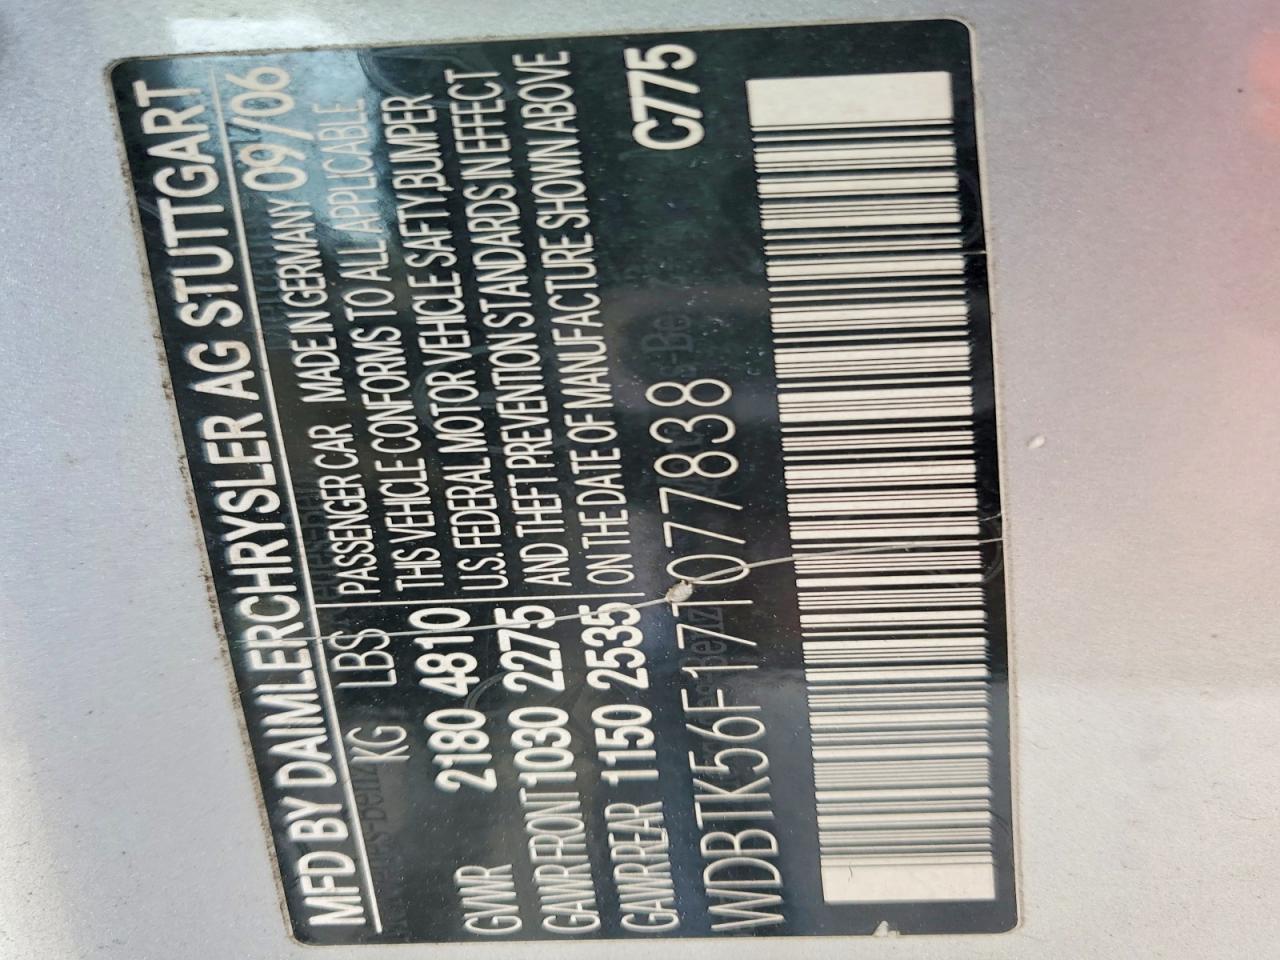 MFD BY DAIMLERCHRYSLER AG STUTTGART
KG LBS PASSENGER CAR MADE IN GERMANY 09/06
THIS VEHICLE CONFORMS TO ALL APPLICABLE
GVWR 2180 4810 U.S. FEDERAL MOTOR VEHICLE SAFTY,BUMPER
GAWR FRONT 1030 2275 AND THEFT PREVENTION STANDARDS IN EFFECT
GAWR REAR 1150 2535 ON THE DATE OF MANUFACTURE SHOWN ABOVE
WDBTK56F17T077838 C775